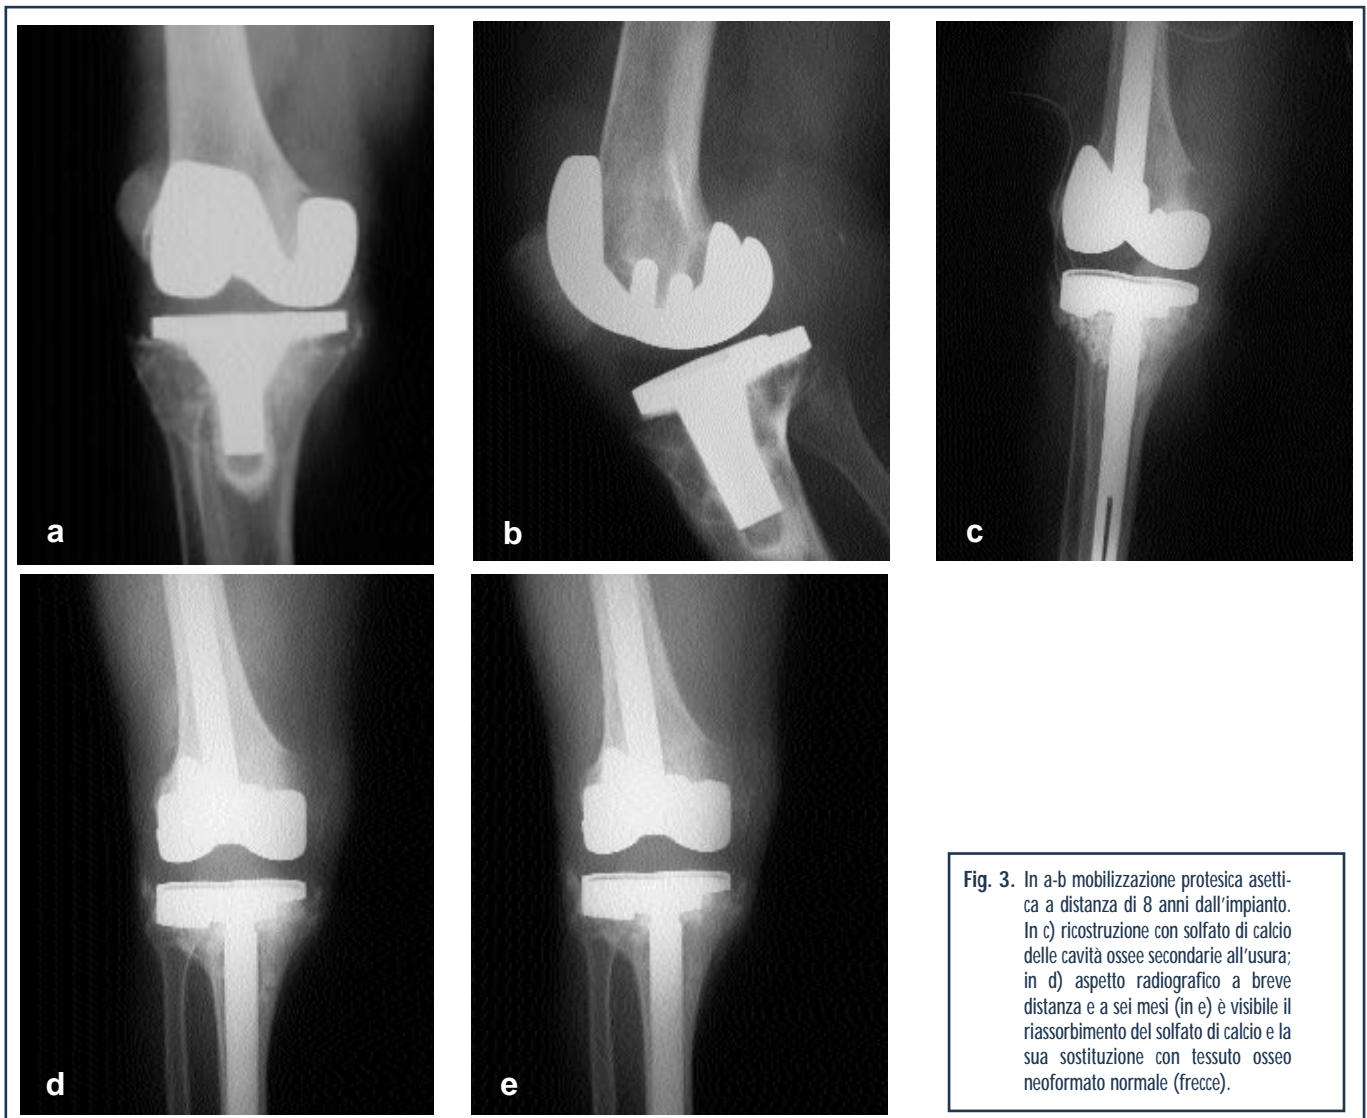 a
b
c
d
e
Fig. 3. In a-b mobilizzazione protesica asetti-
ca a distanza di 8 anni dall'impianto.
In c) ricostruzione con solfato di calcio
delle cavità ossee secondarie all'usura;
in d) aspetto radiografico a breve
distanza e a sei mesi (in e) è visibile il
riassorbimento del solfato di calcio e la
sua sostituzione con tessuto osseo
neoformato normale (frecce).